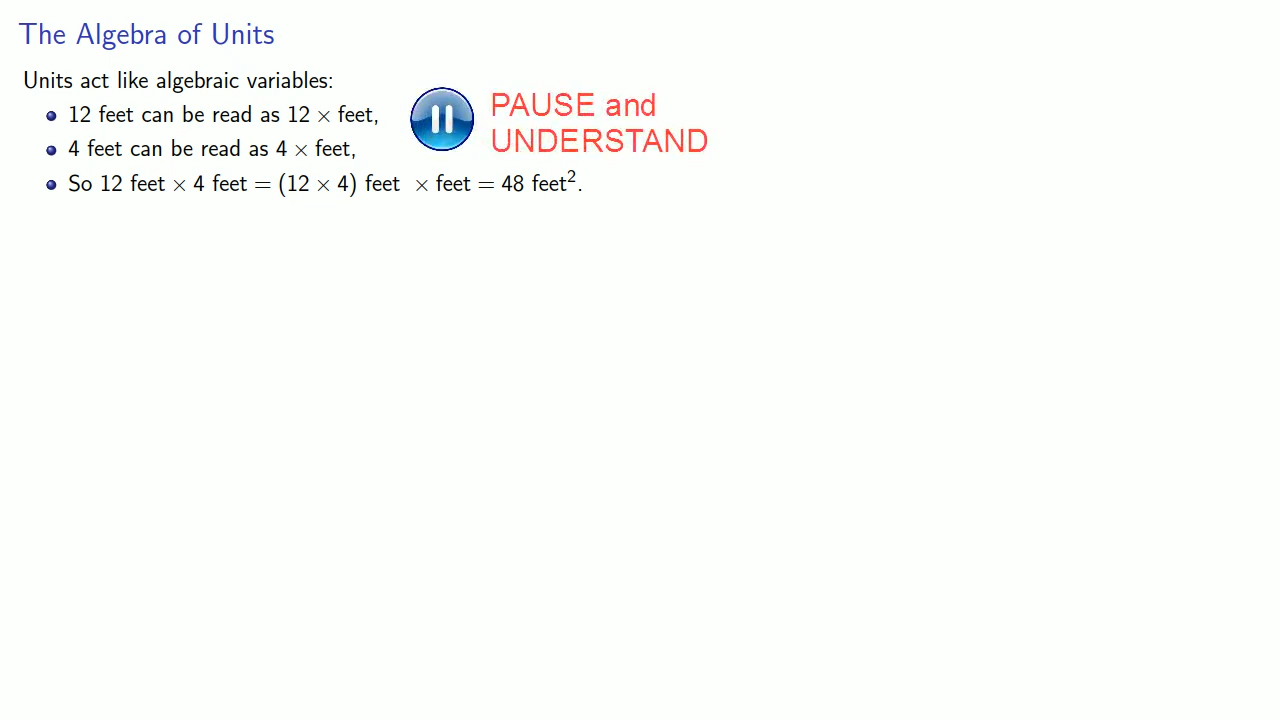 The Algebra of Units
Units act like algebraic variables:
12 feet can be read as 12 × feet,
4 feet can be read as 4 × feet,
So 12 feet × 4 feet = (12 × 4) feet × feet = 48 feet².
PAUSE and
UNDERSTAND